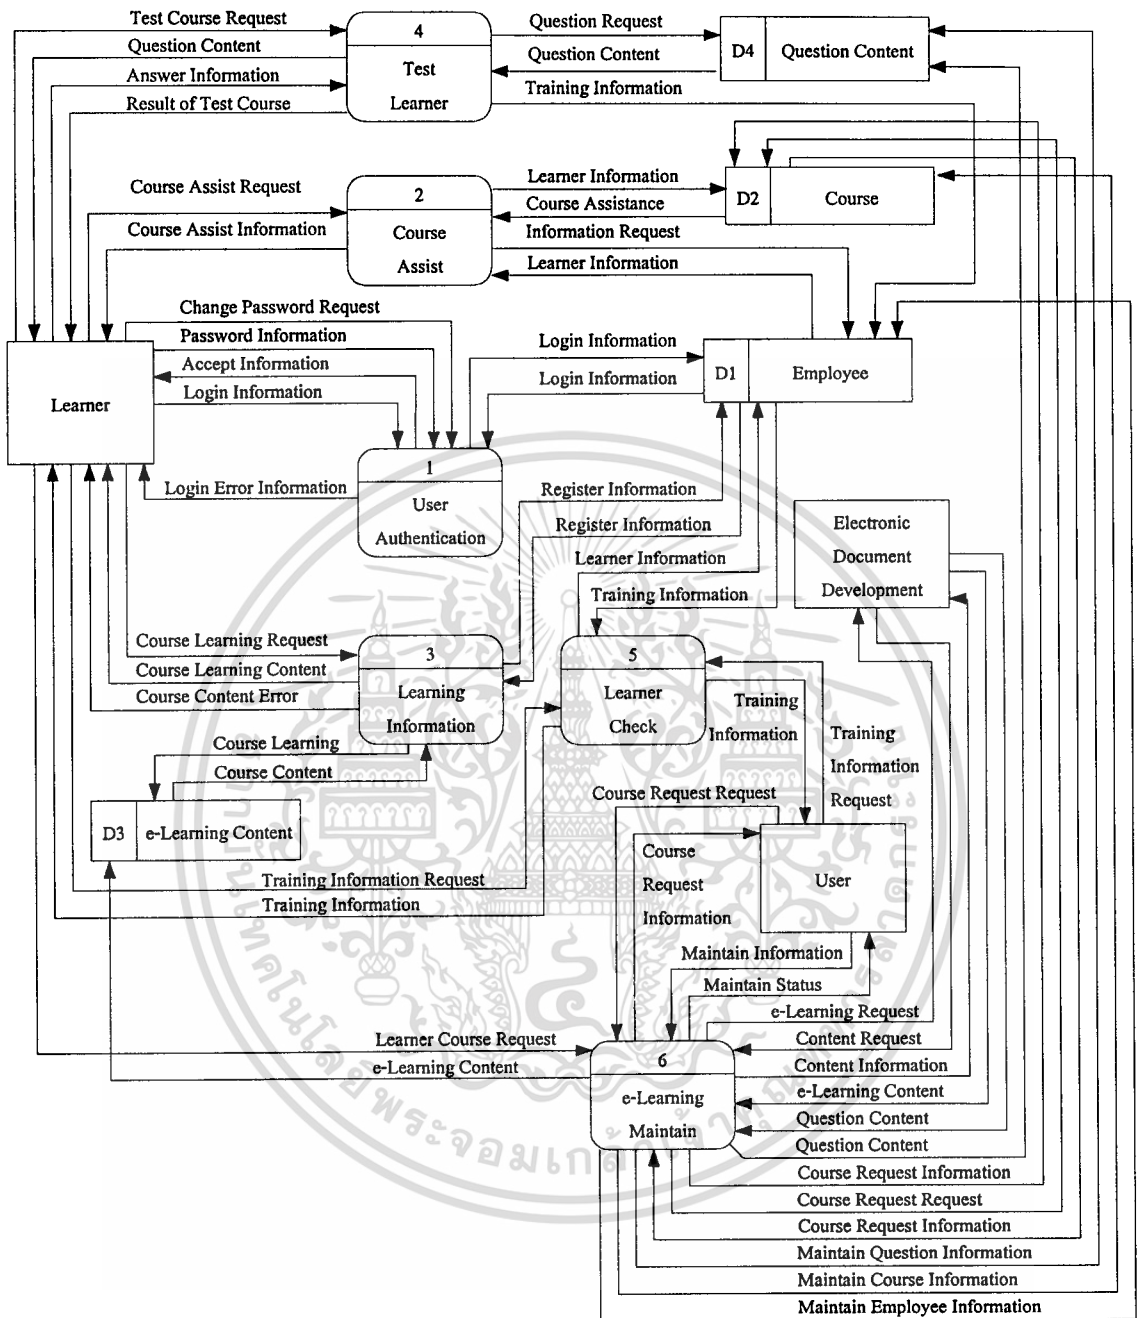 Test Course Request
Question Content
Answer Information
Result of Test Course
4
Test
Learner
Question Request
Question Content
Training Information
D4
Question Content
Course Assist Request
Course Assist Information
2
Course
Assist
Learner Information
Course Assistance
Information Request
Learner Information
D2
Course
Change Password Request
Password Information
Accept Information
Login Information
Learner
Login Error Information
1
User
Authentication
Login Information
Login Information
D1
Employee
Register Information
Register Information
Learner Information
Training Information
Electronic
Document
Development
Course Learning Request
Course Learning Content
Course Content Error
3
Learning
Information
5
Learner
Check
Training
Information
Training
Information
Request
Course Learning
Course Content
D3
e-Learning Content
Course Request Request
Course
Request
Information
User
Training Information Request
Training Information
Maintain Information
Maintain Status
e-Learning Request
Content Request
Content Information
e-Learning Content
Question Content
Question Content
Learner Course Request
e-Learning Content
6
e-Learning
Maintain
Course Request Information
Course Request Request
Course Request Information
Maintain Question Information
Maintain Course Information
Maintain Employee Information